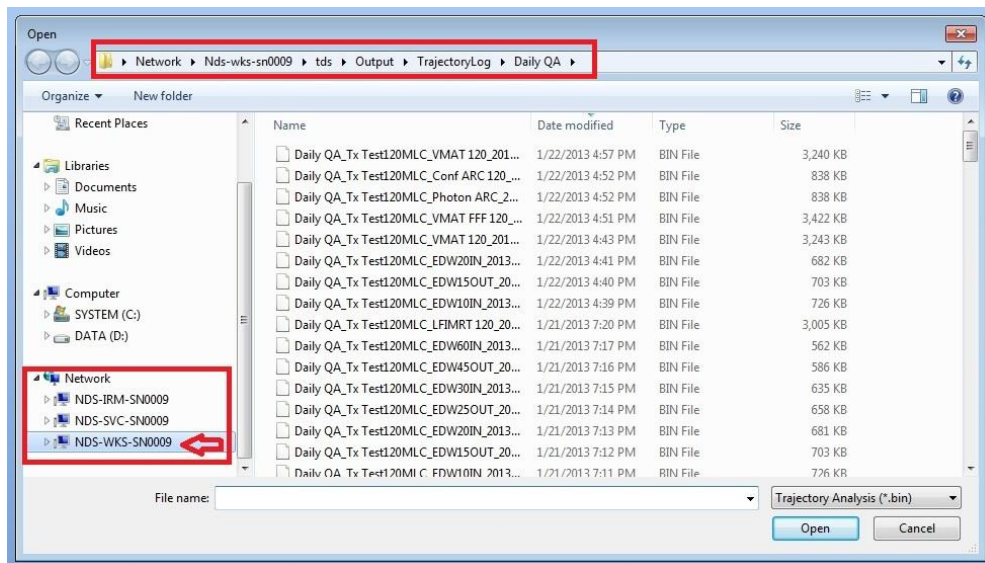 Open
Network Nds-wks-sn0009 tds Output TrajectoryLog Daily QA
Organize New folder
Recent Places
Libraries
Documents
Music
Pictures
Videos
Computer
SYSTEM (C:)
DATA (D:)
Network
NDS-IRM-SN0009
NDS-SVC-SN0009
NDS-WKS-SN0009
Name Date modified Type Size
Daily QA_Tx Test120MLC_VMAT 120_201... 1/22/2013 4:57 PM BIN File 3,240 KB
Daily QA_Tx Test120MLC_Conf ARC 120_... 1/22/2013 4:52 PM BIN File 838 KB
Daily QA_Tx Test120MLC_Photon ARC_2... 1/22/2013 4:52 PM BIN File 838 KB
Daily QA_Tx Test120MLC_VMAT FFF 120_... 1/22/2013 4:51 PM BIN File 3,422 KB
Daily QA_Tx Test120MLC_VMAT 120_201... 1/22/2013 4:43 PM BIN File 3,243 KB
Daily QA_Tx Test120MLC_EDW20IN_2013... 1/22/2013 4:41 PM BIN File 682 KB
Daily QA_Tx Test120MLC_EDW15OUT_20... 1/22/2013 4:40 PM BIN File 703 KB
Daily QA_Tx Test120MLC_EDW10IN_2013... 1/22/2013 4:39 PM BIN File 726 KB
Daily QA_Tx Test120MLC_LFIMRT 120_20... 1/21/2013 7:20 PM BIN File 3,005 KB
Daily QA_Tx Test120MLC_EDW60IN_2013... 1/21/2013 7:17 PM BIN File 562 KB
Daily QA_Tx Test120MLC_EDW45OUT_20... 1/21/2013 7:16 PM BIN File 586 KB
Daily QA_Tx Test120MLC_EDW30IN_2013... 1/21/2013 7:15 PM BIN File 635 KB
Daily QA_Tx Test120MLC_EDW25OUT_20... 1/21/2013 7:14 PM BIN File 658 KB
Daily QA_Tx Test120MLC_EDW20IN_2013... 1/21/2013 7:13 PM BIN File 681 KB
Daily QA_Tx Test120MLC_EDW15OUT_20... 1/21/2013 7:12 PM BIN File 703 KB
Daily QA_Tx Test120MLC_EDW10IN_2013... 1/21/2013 7:11 PM BIN File 726 KB
File name:
Trajectory Analysis (*.bin)
Open Cancel